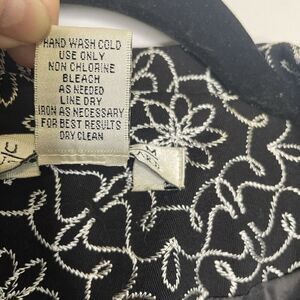 HAND WASH COLD
USE ONLY
NON CHLORINE
BLEACH
AS NEEDED
LINE DRY
IRON AS NECESSARY
FOR BEST RESULTS
DRY CLEAN